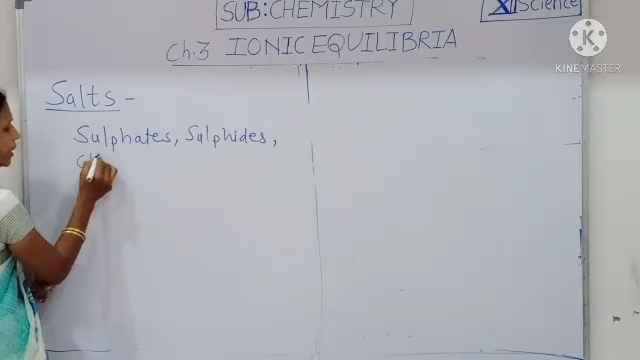 SUB: CHEMISTRY
XII Science
Ch.3 IONIC EQUILIBRIA
KINEMASTER
Salts -
Sulphates, Sulphides,